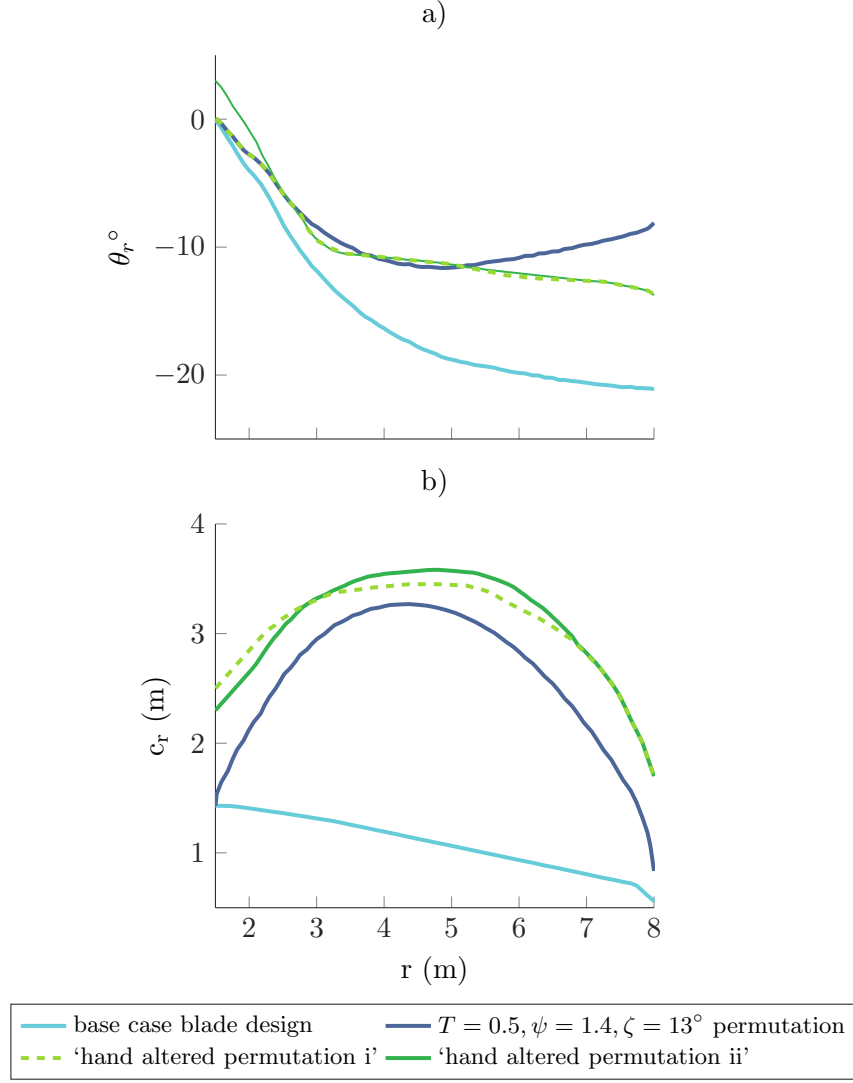 a)
0
−10
−20
θr°
b)
4
3
2
1
cr (m)
2 3 4 5 6 7 8
r (m)
base case blade design
T = 0.5, ψ = 1.4, ζ = 13° permutation
‘hand altered permutation i’
‘hand altered permutation ii’